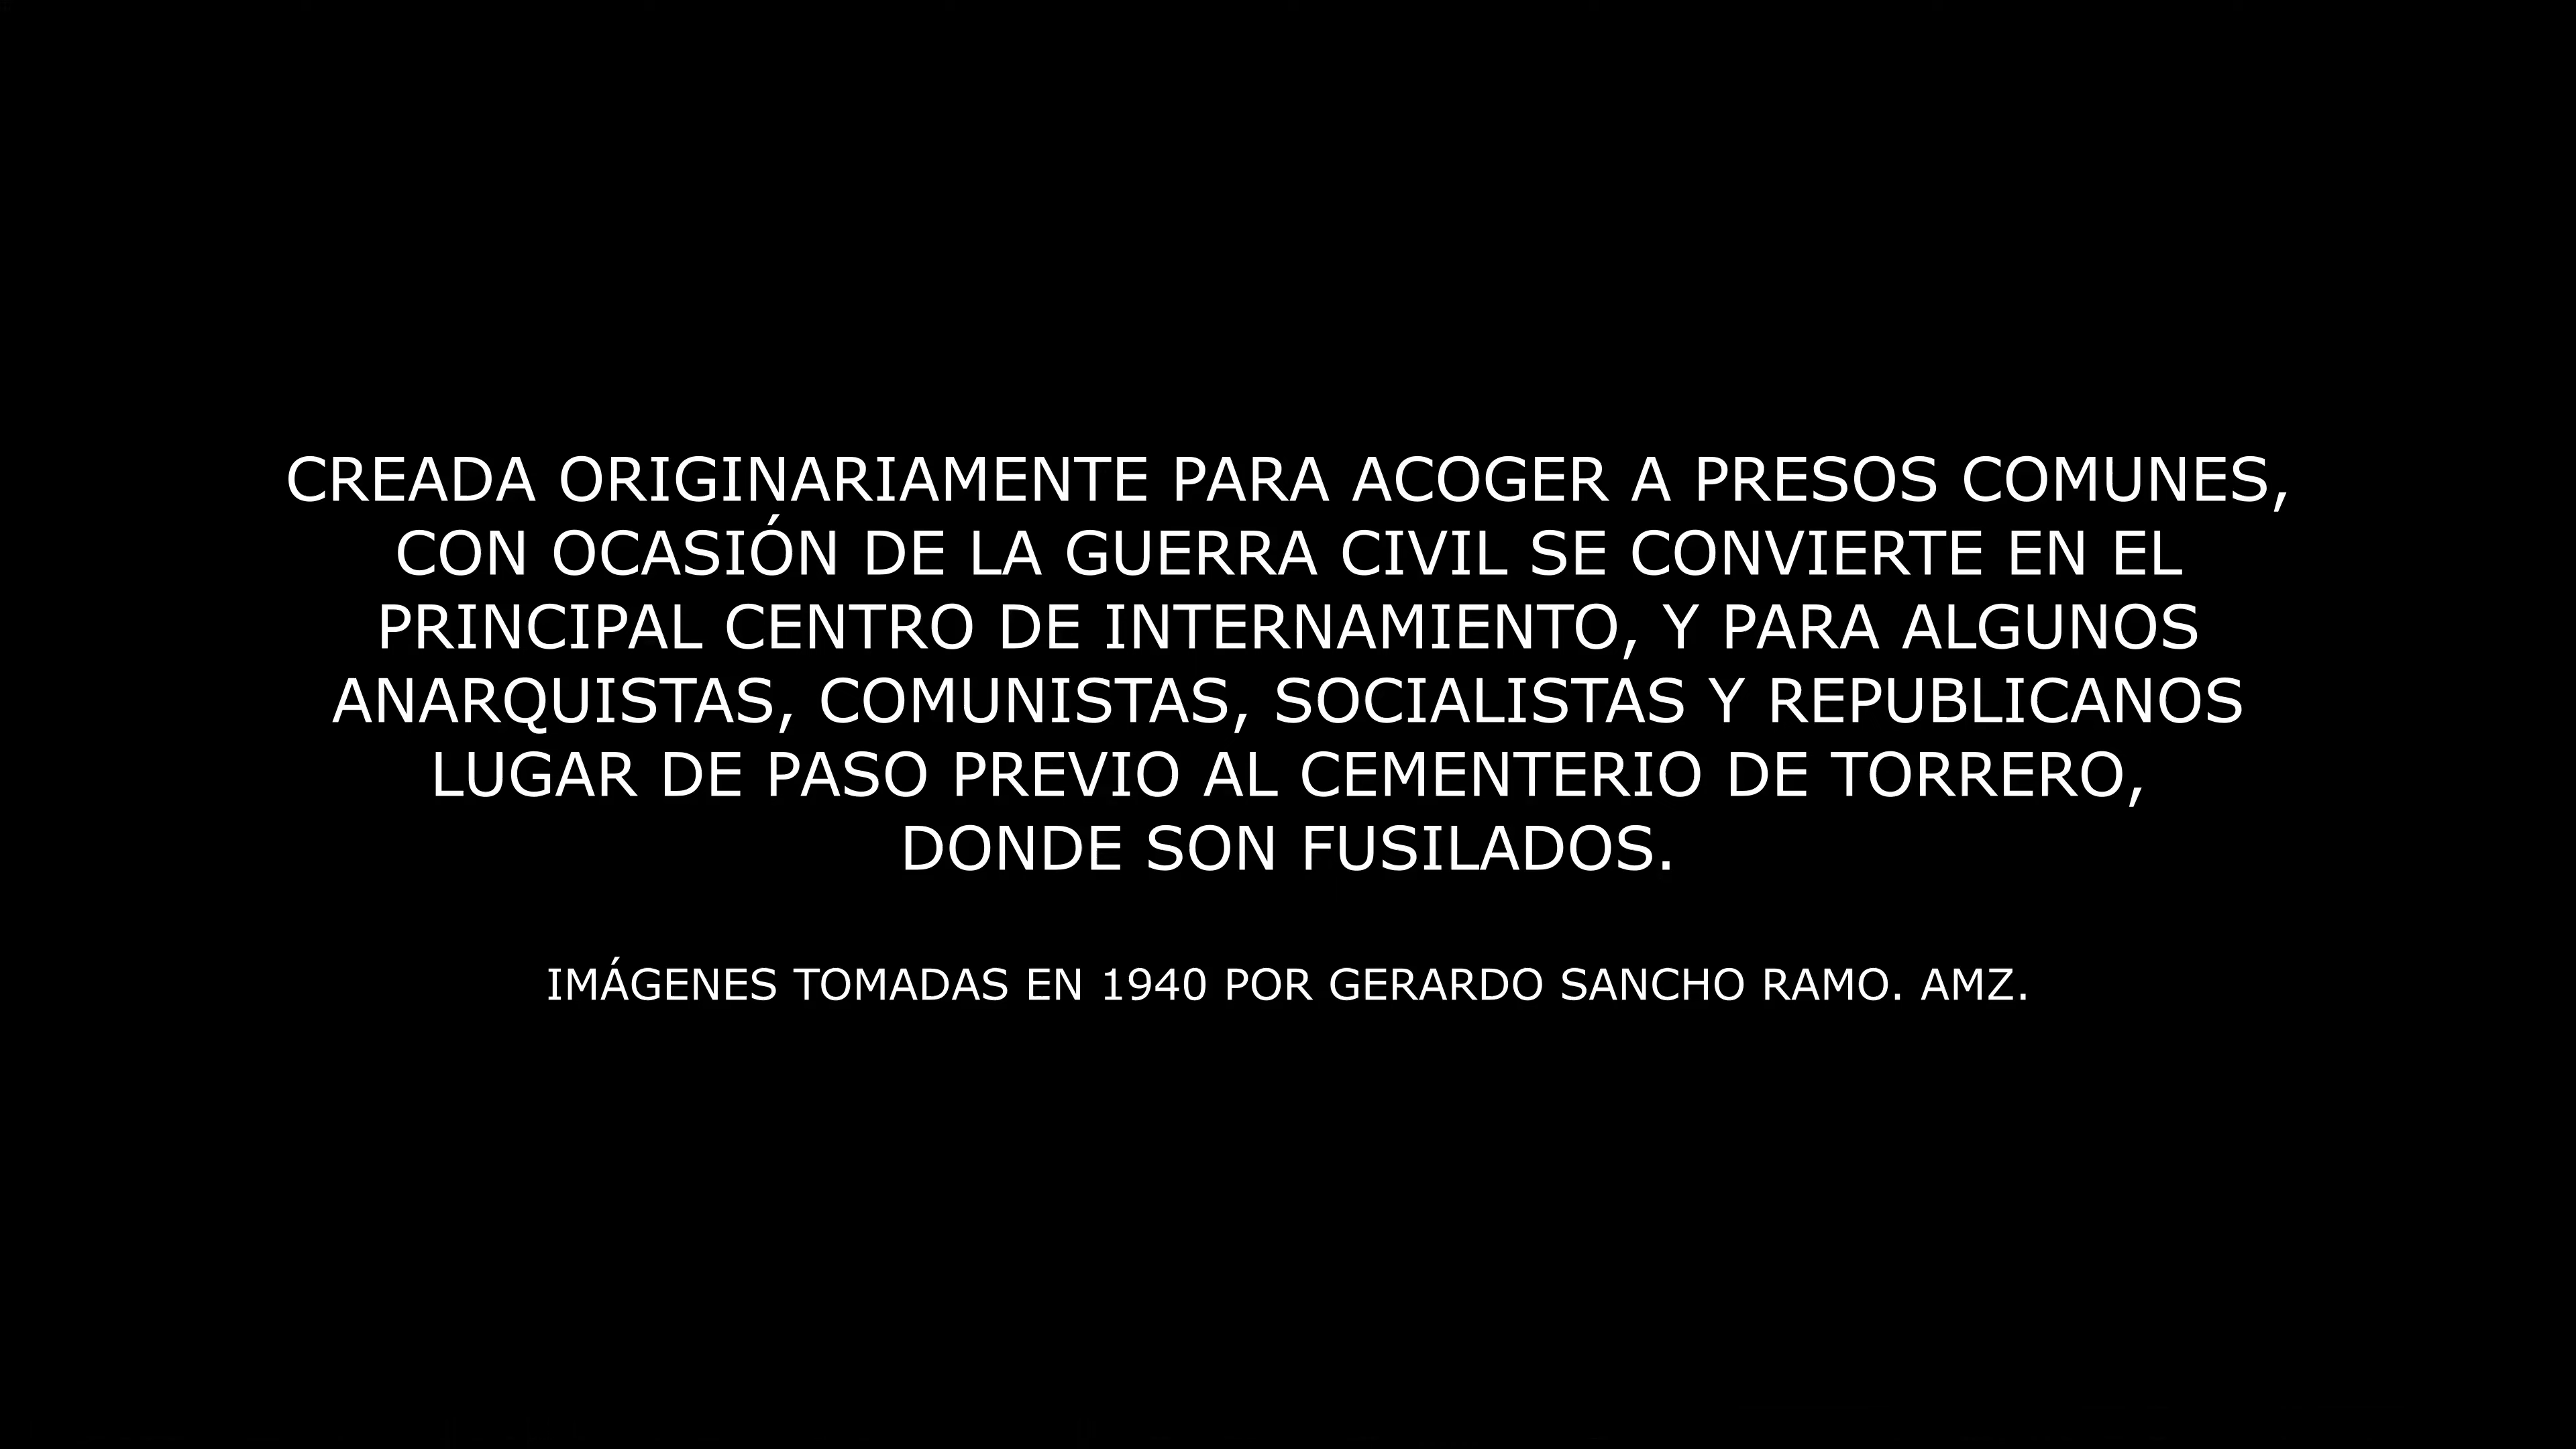 CREADA ORIGINARIAMENTE PARA ACOGER A PRESOS COMUNES,
CON OCASIÓN DE LA GUERRA CIVIL SE CONVIERTE EN EL
PRINCIPAL CENTRO DE INTERNAMIENTO, Y PARA ALGUNOS
ANARQUISTAS, COMUNISTAS, SOCIALISTAS Y REPUBLICANOS
LUGAR DE PASO PREVIO AL CEMENTERIO DE TORRERO,
DONDE SON FUSILADOS.
IMÁGENES TOMADAS EN 1940 POR GERARDO SANCHO RAMO. AMZ.